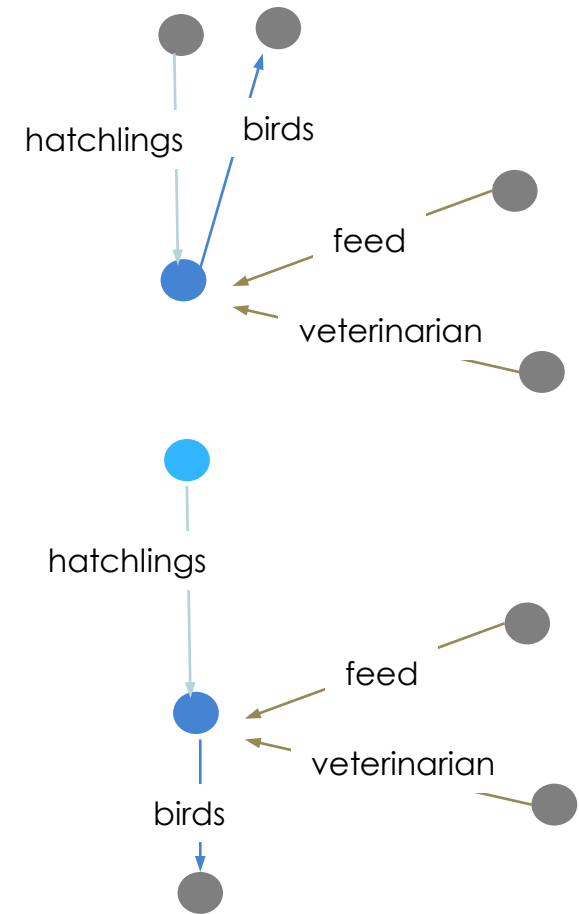 hatchlings
birds
feed
veterinarian
hatchlings
feed
veterinarian
birds